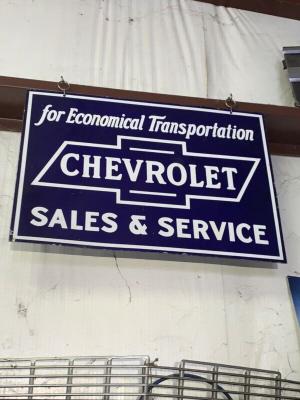 for Economical Transportation
CHEVROLET
SALES & SERVICE